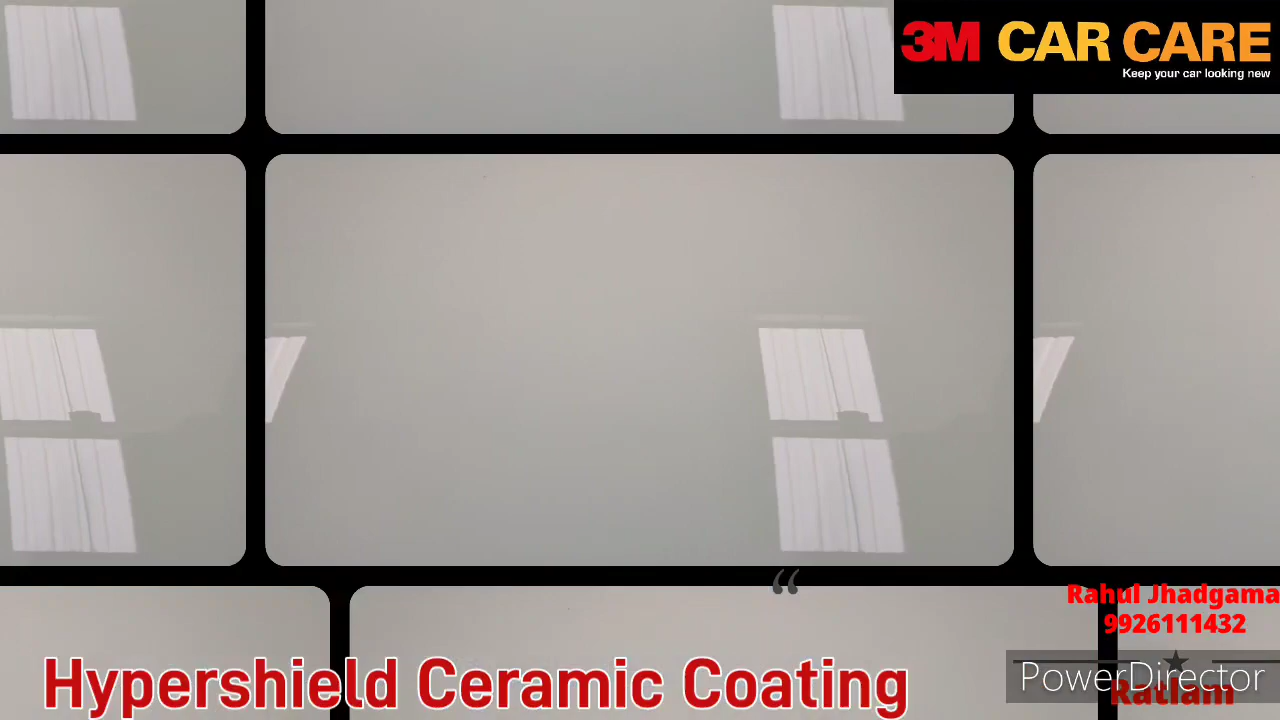 3M CAR CARE
Keep your car looking new
“
Rahul Jhadgama
9926111432
PowerDirector
Ratlam
Hypershield Ceramic Coating